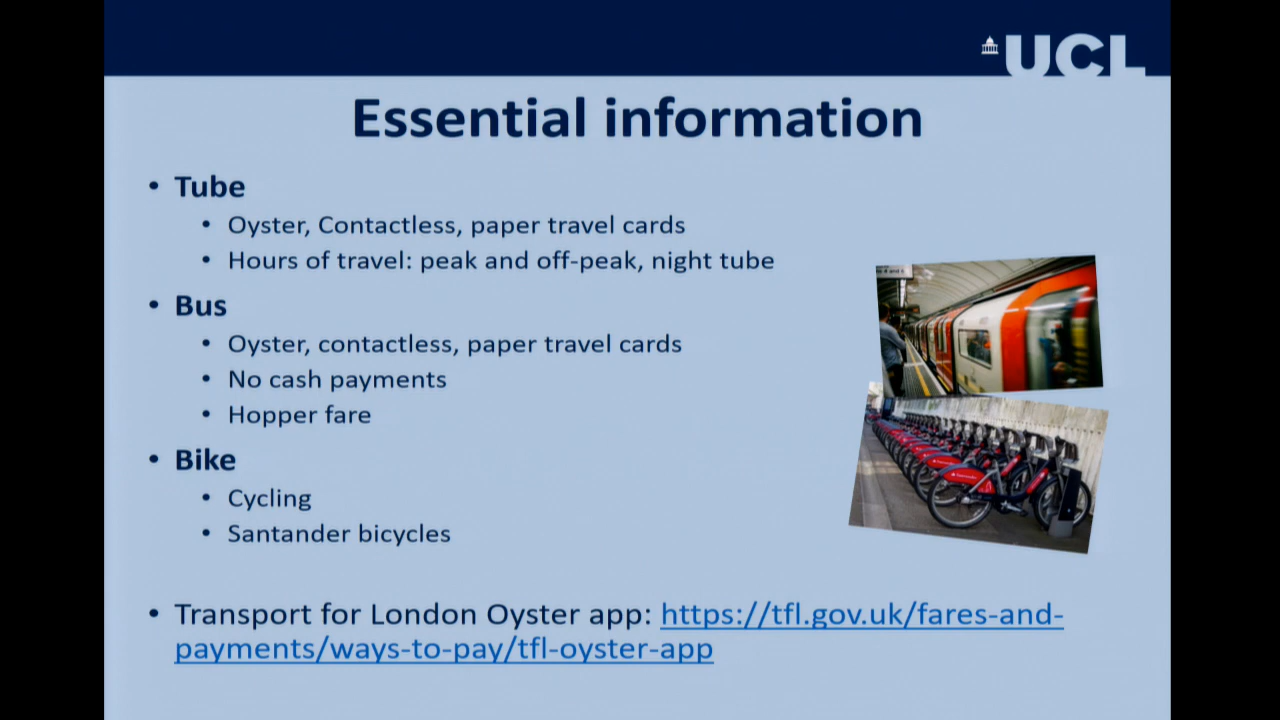 UCL
Essential information
• Tube
• Oyster, Contactless, paper travel cards
• Hours of travel: peak and off-peak, night tube
• Bus
• Oyster, contactless, paper travel cards
• No cash payments
• Hopper fare
• Bike
• Cycling
• Santander bicycles
• Transport for London Oyster app: https://tfl.gov.uk/fares-and-
payments/ways-to-pay/tfl-oyster-app